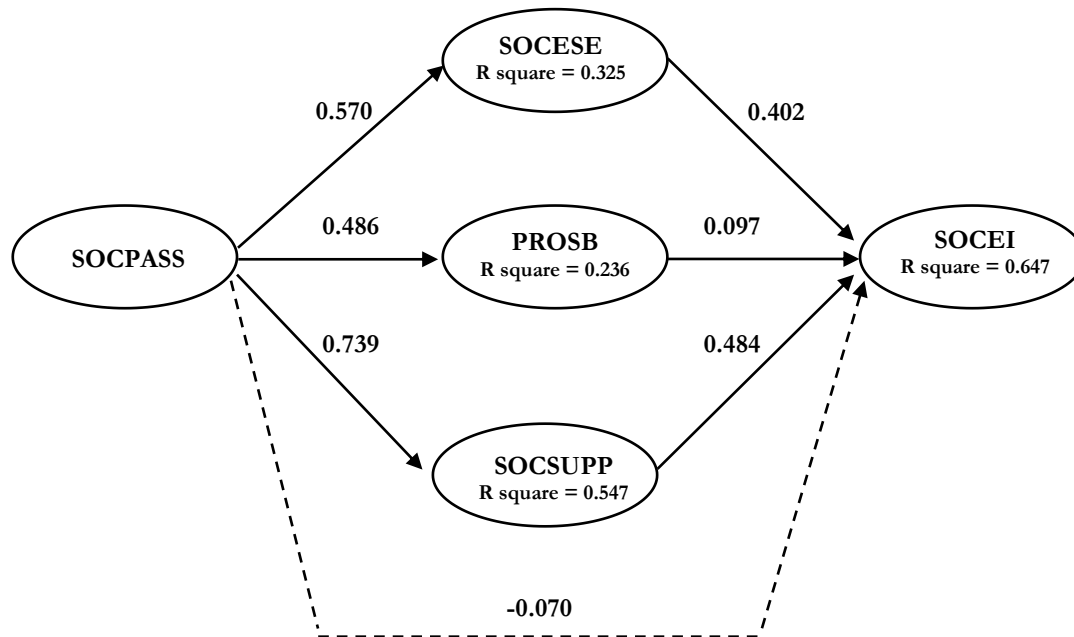 SOCESE
R square = 0.325
0.570
0.402
0.486
PROSB
R square = 0.236
0.097
SOCPASS
SOCEI
R square = 0.647
0.739
0.484
SOCSUPP
R square = 0.547
-0.070